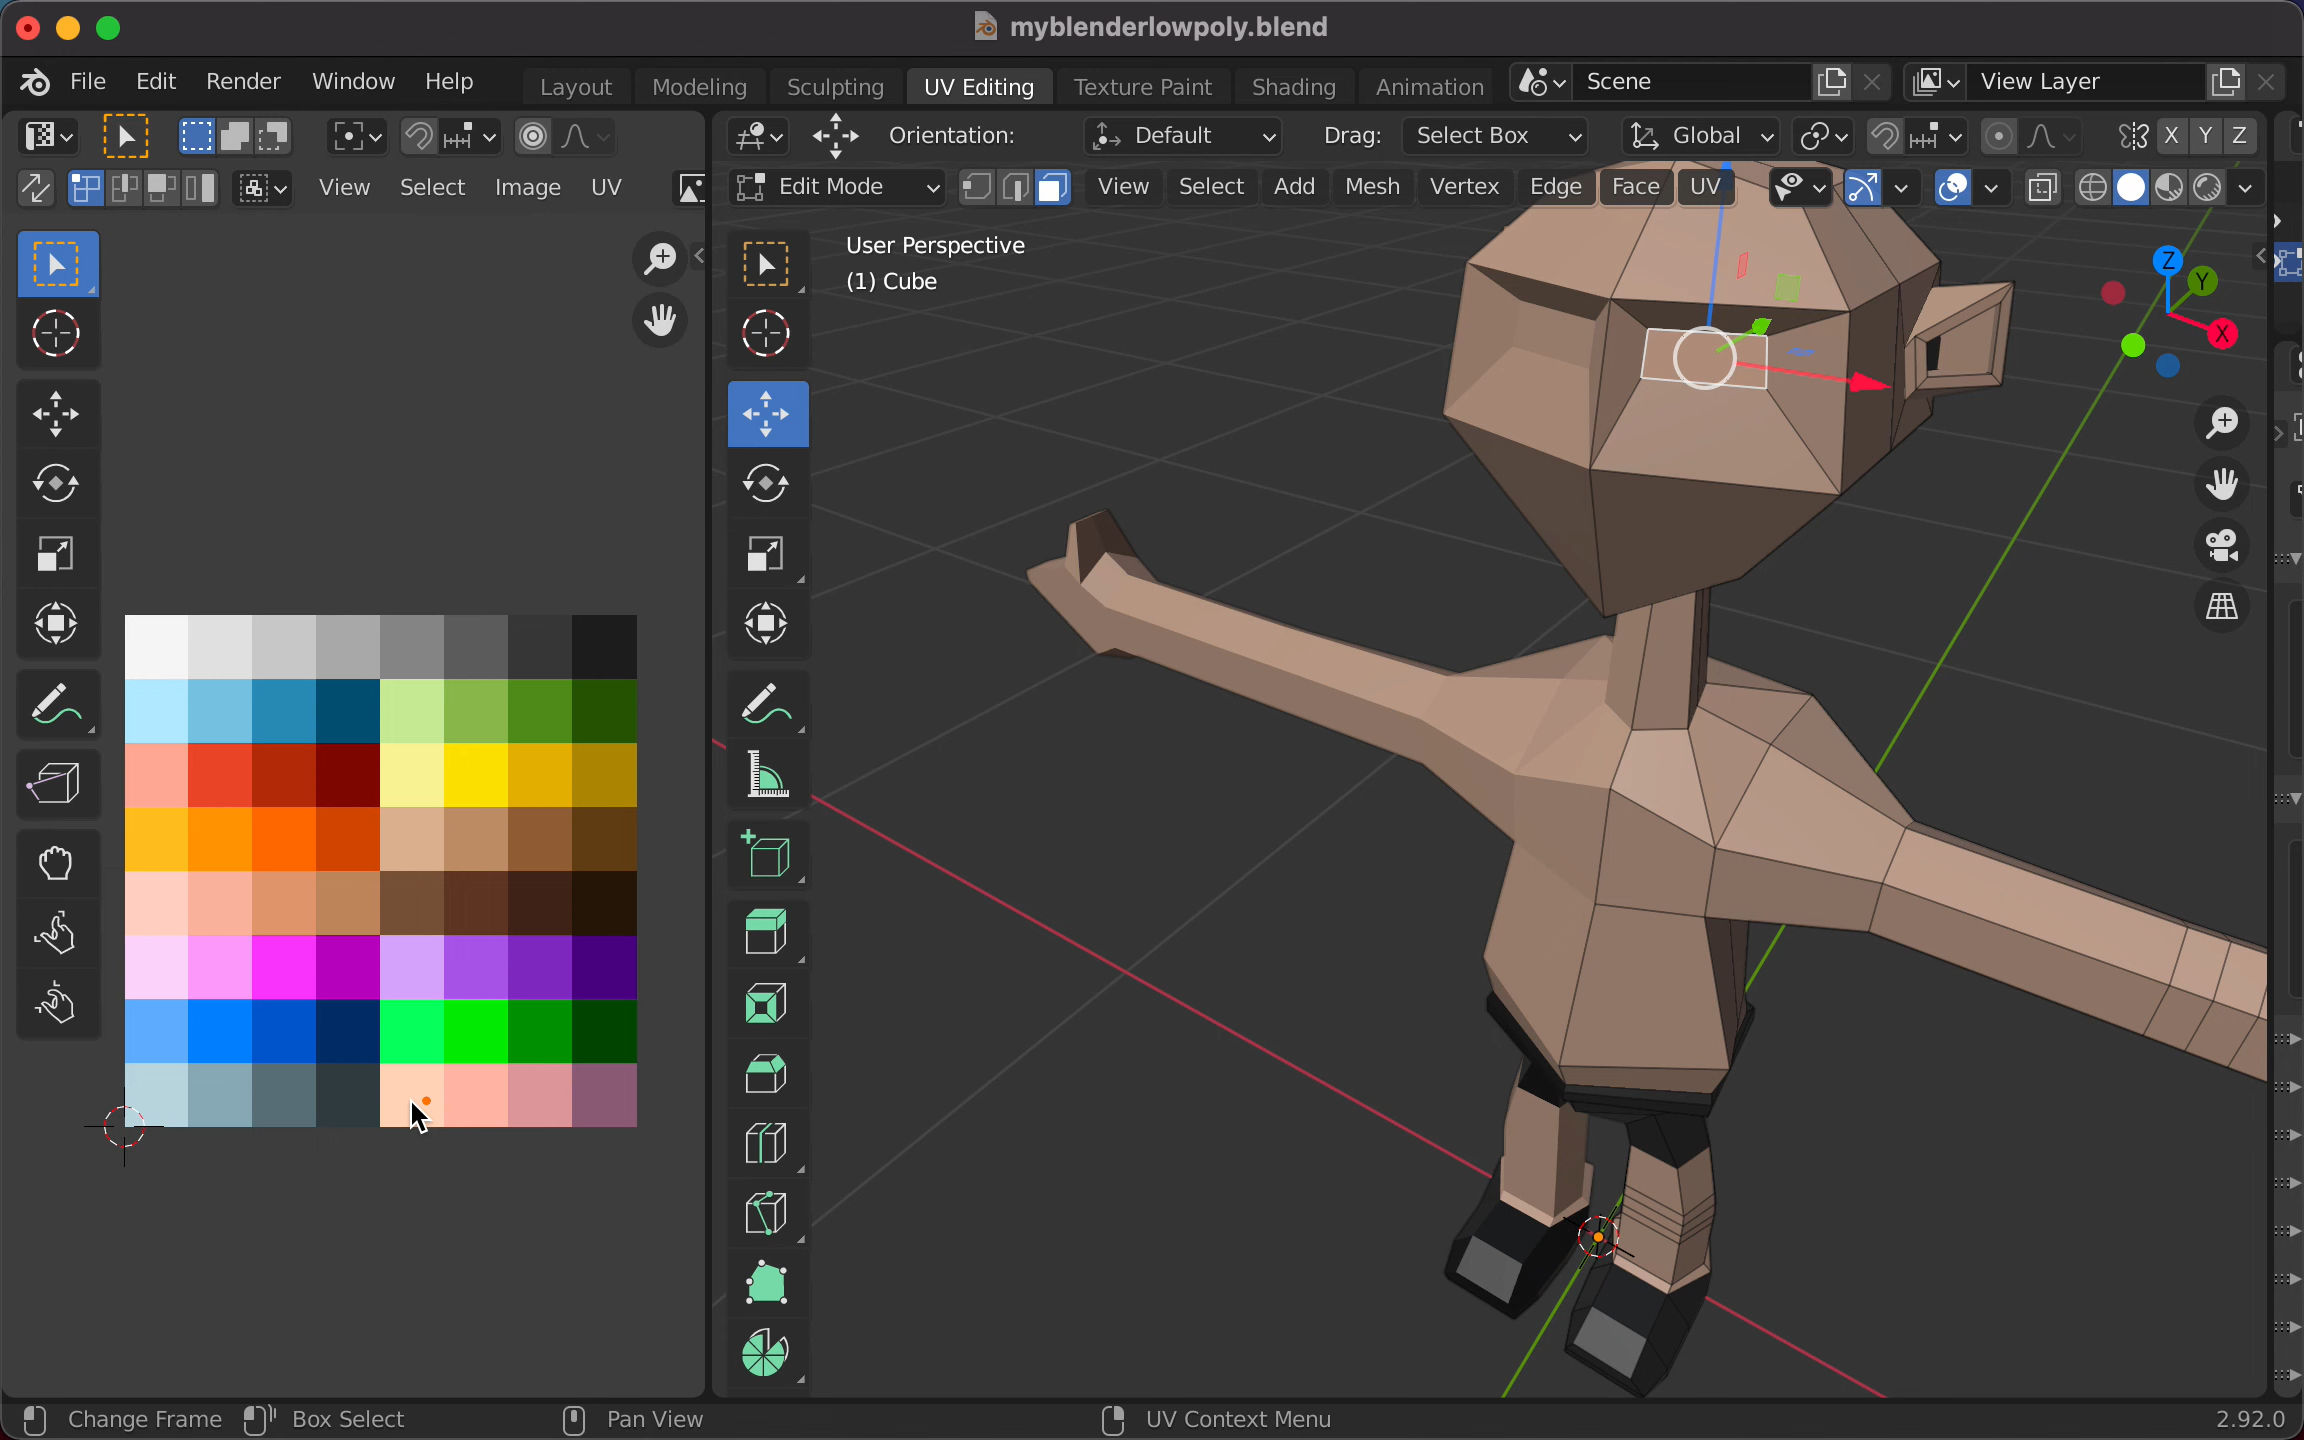 myblenderlowpoly.blend
File Edit Render Window Help Layout Modeling Sculpting UV Editing Texture Paint Shading Animation Scene View Layer
Orientation: Default Drag: Select Box Global X Y Z
View Select Image UV Edit Mode View Select Add Mesh Vertex Edge Face UV
User Perspective
(1) Cube
Z
Y
X
Change Frame Box Select Pan View UV Context Menu 2.92.0